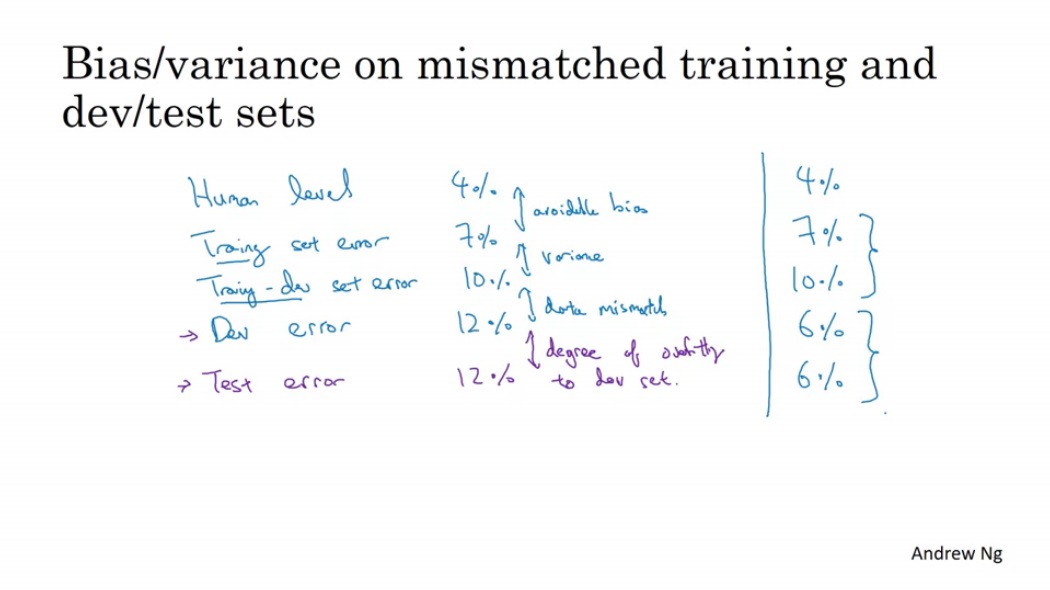 Bias/variance on mismatched training and
dev/test sets
Human level 4% 4%
avoidable bias
Training set error 7% 7%
variance
Training-dev set error 10% 10%
data mismatch
→ Dev error 12% 6%
degree of overfitting
→ Test error 12% to dev set. 6%
Andrew Ng